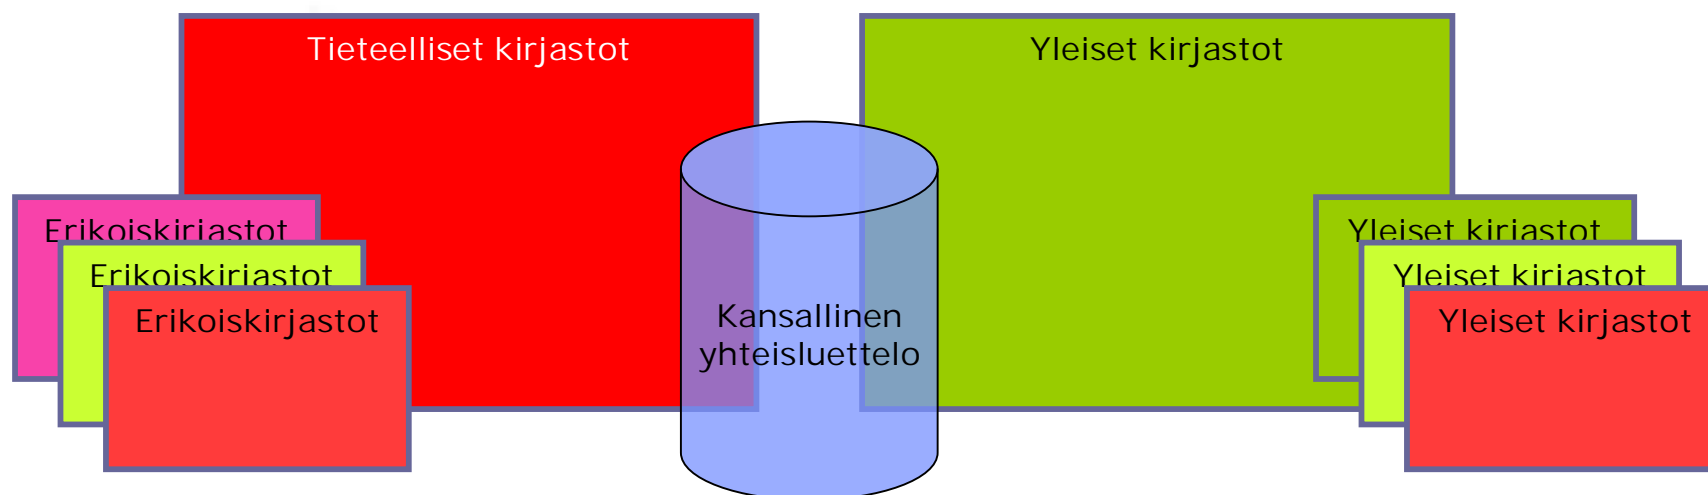 Tieteelliset kirjastot
Yleiset kirjastot
Erikoiskirjastot
Erikoiskirjastot
Erikoiskirjastot
Kansallinen
yhteisluettelo
Yleiset kirjastot
Yleiset kirjastot
Yleiset kirjastot